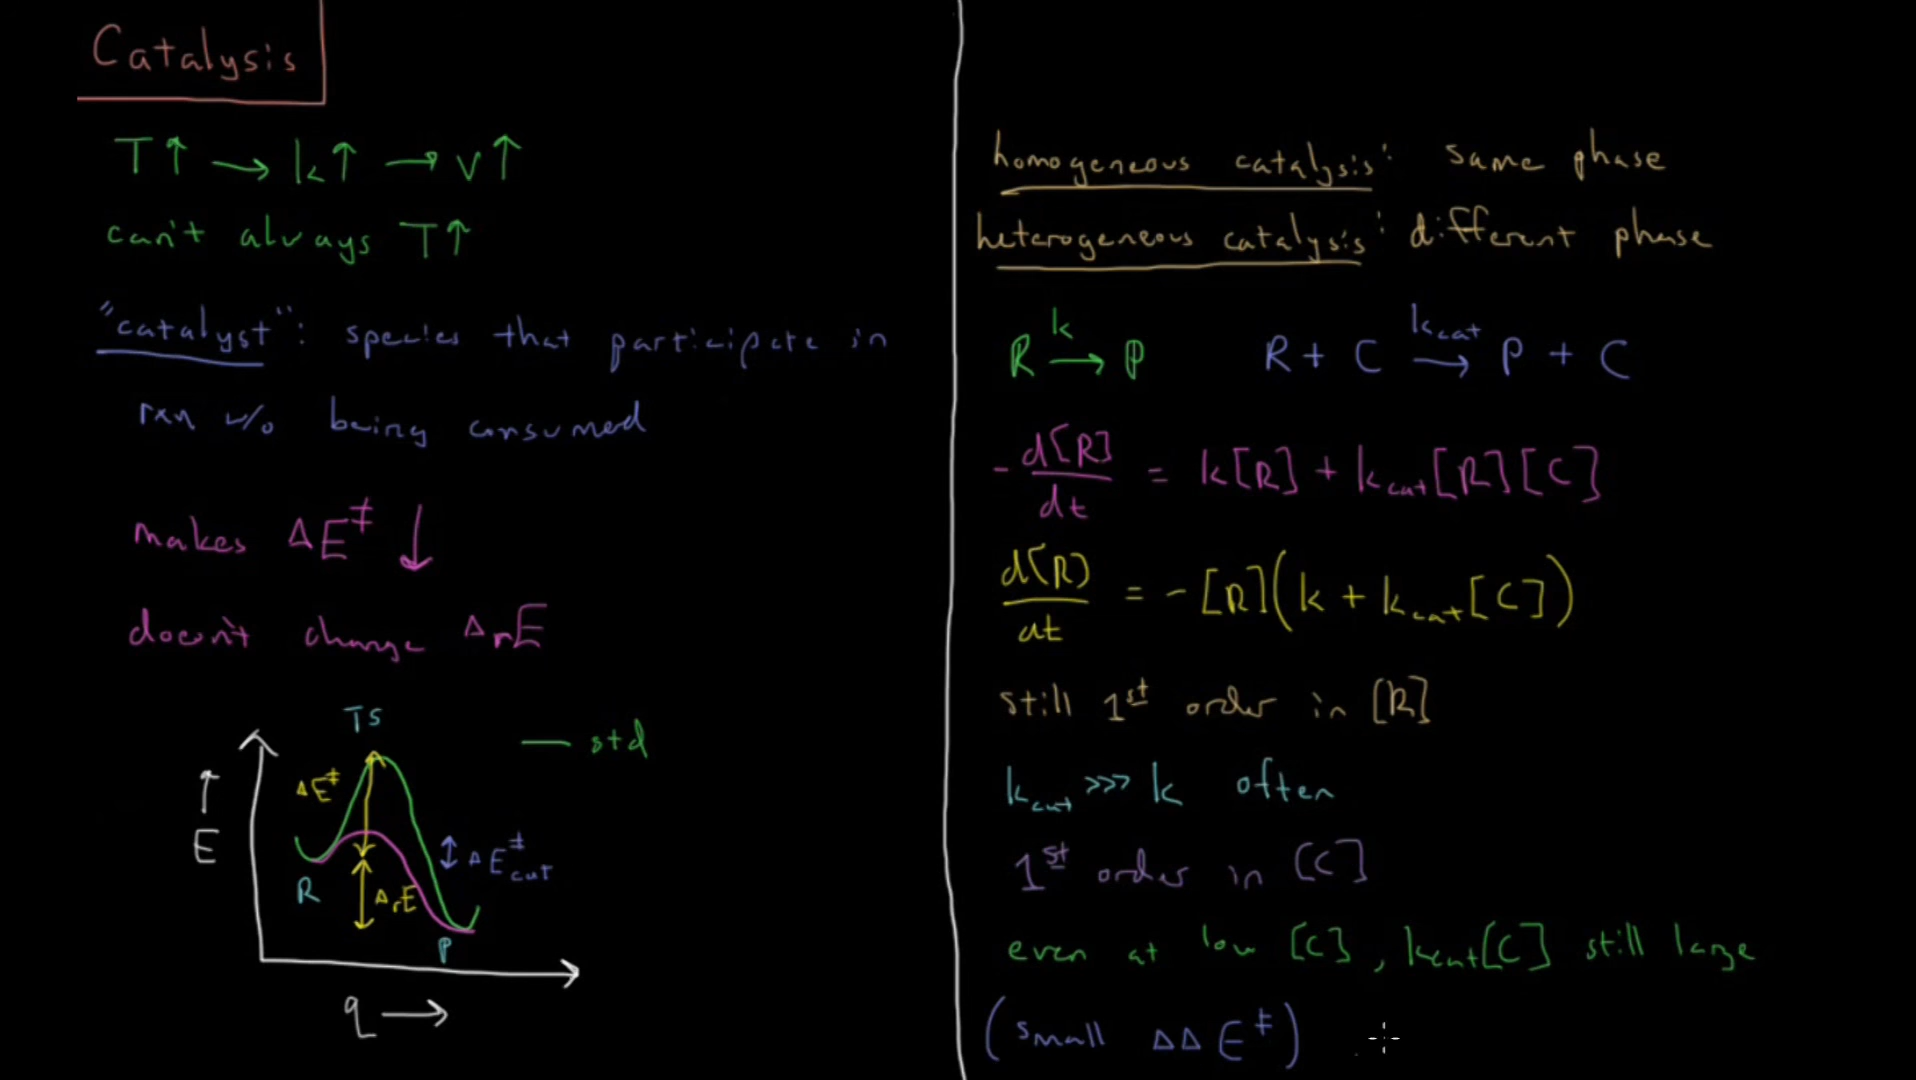 Catalysis
T↑ → k↑ → v↑
can't always T↑
"catalyst": species that participate in
rxn w/o being consumed
makes ΔE‡ ↓
doesn't change ΔrE
TS
— std
ΔE‡
↑
E
ΔE‡cat
R
ΔrE
P
q →
homogeneous catalysis: same phase
heterogeneous catalysis: different phase
R →k P    R + C →kcat P + C
-d[R]/dt = k[R] + kcat[R][C]
d[R]/dt = -[R](k + kcat[C])
still 1st order in [R]
kcat >>> k often
1st order in [C]
even at low [C], kcat[C] still large
(small ΔΔE‡)